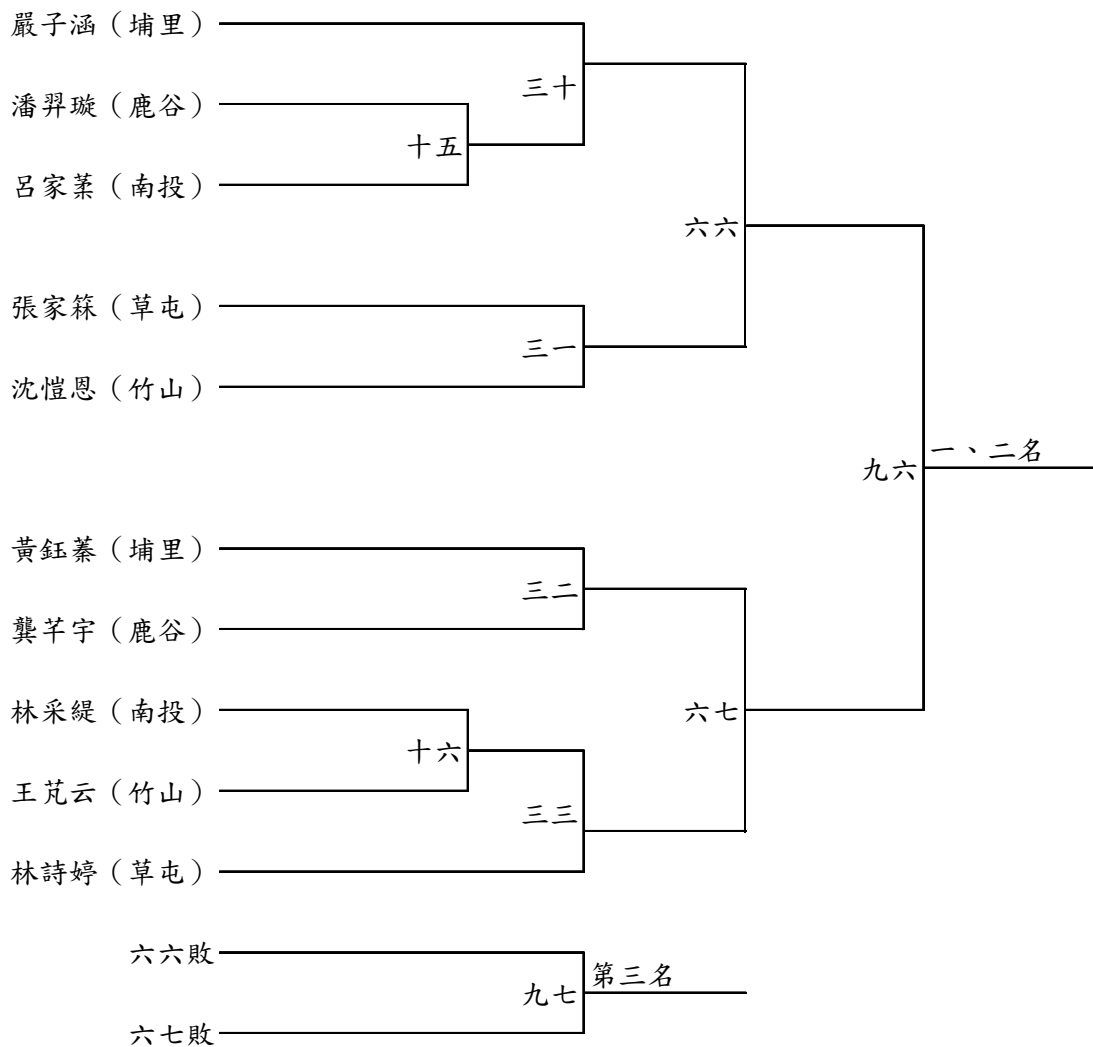 嚴子涵（埔里）
三十
潘羿璇（鹿谷）
十五
呂家葇（南投）
六六
張家箖（草屯）
三一
沈愷恩（竹山）
一、二名
九六
黃鈺蓁（埔里）
三二
龔芊宇（鹿谷）
林采緹（南投）
六七
十六
王芃云（竹山）
三三
林詩婷（草屯）
六六敗
第三名
九七
六七敗